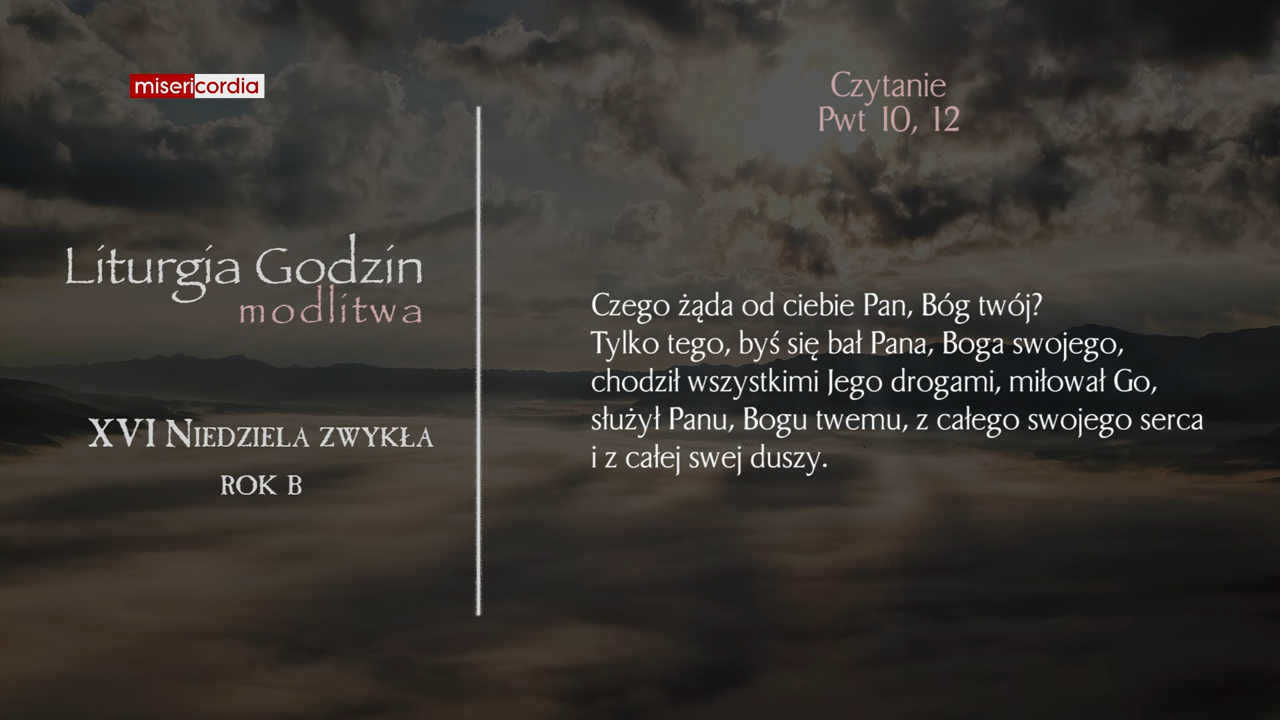 misericordia
Liturgia Godzin
modlitwa
XVI Niedziela zwykła
rok B
Czytanie
Pwt 10, 12
Czego żąda od ciebie Pan, Bóg twój?
Tylko tego, byś się bał Pana, Boga swojego,
chodził wszystkimi Jego drogami, miłował Go,
służył Panu, Bogu twemu, z całego swojego serca
i z całej swej duszy.